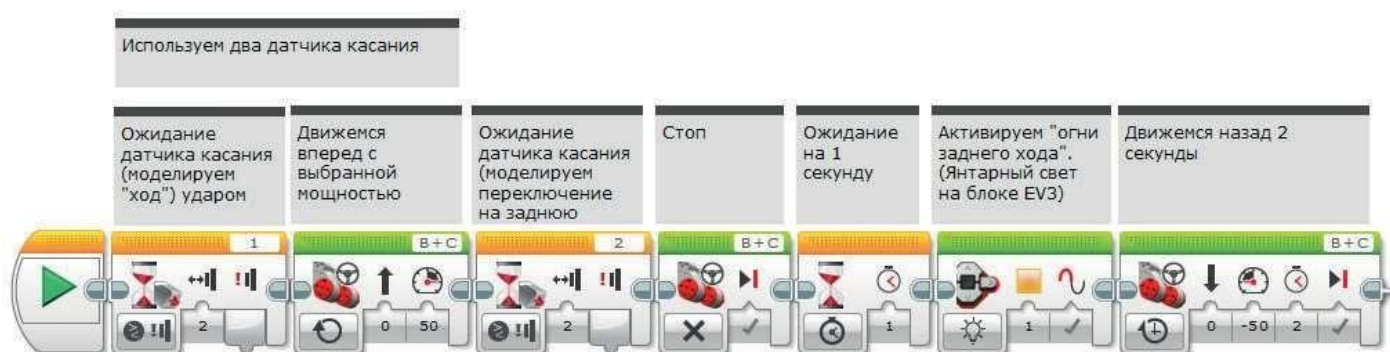 Используем два датчика касания
Ожидание
датчика касания
(моделируем
"ход") ударом
Движемся
вперед с
выбранной
мощностью
Ожидание
датчика касания
(моделируем
переключение
на заднюю
Стоп
Ожидание
на 1
секунду
Активируем "огни
заднего хода".
(Янтарный свет
на блоке EV3)
Движемся назад 2
секунды
1
B+C
2
B+C
B+C
2
0 50
2
1
1
0 -50 2